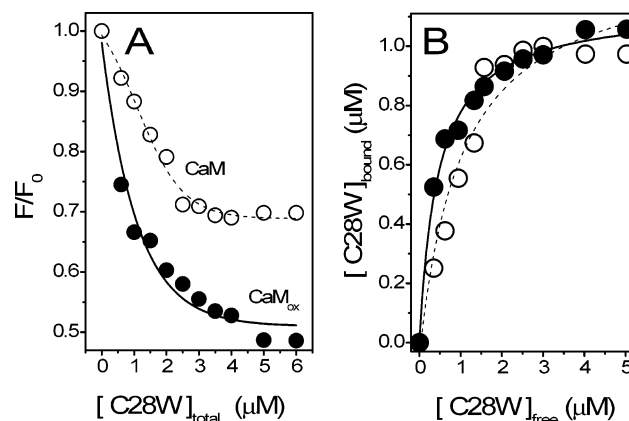 A
1.0
0.9
0.8
0.7
0.6
0.5
F/F0
CaM
CaMox
0 1 2 3 4 5 6
[ C28W]total (μM)
B
1.0
0.8
0.6
0.4
0.2
0.0
[ C28W]bound (μM)
0 1 2 3 4 5
[C28W]free (μM)